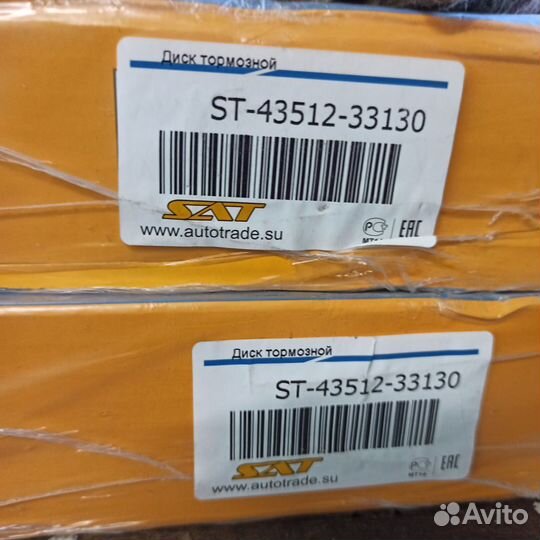 Диск тормозной
ST-43512-33130
SAT
www.autotrade.su
EAC
Диск тормозной
ST-43512-33130
SAT
www.autotrade.su
EAC
Avito